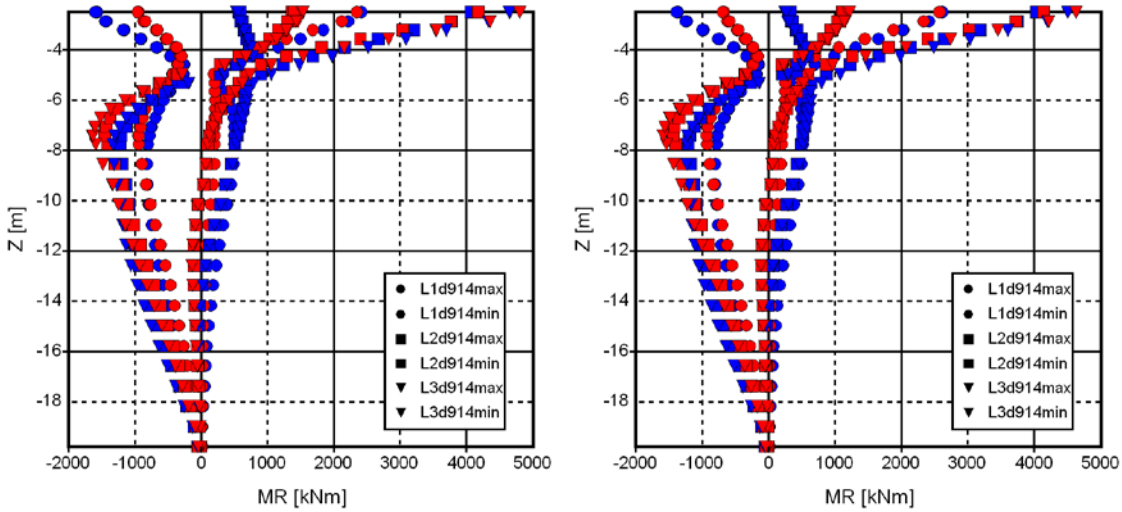 -4
-6
-8
-10
-12
-14
-16
-18
Z [m]
L1d914max
L1d914min
L2d914max
L2d914min
L3d914max
L3d914min
-2000 -1000 0 1000 2000 3000 4000 5000
MR [kNm]
-4
-6
-8
-10
-12
-14
-16
-18
Z [m]
L1d914max
L1d914min
L2d914max
L2d914min
L3d914max
L3d914min
-2000 -1000 0 1000 2000 3000 4000 5000
MR [kNm]